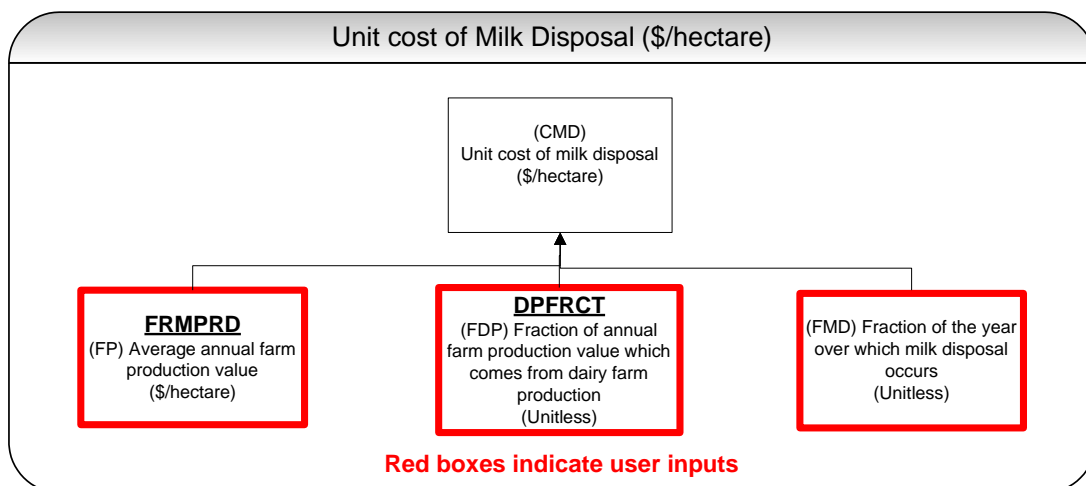 Unit cost of Milk Disposal ($/hectare)
(CMD)
Unit cost of milk disposal
($/hectare)
FRMPRD
(FP) Average annual farm
production value
($/hectare)
DPFRCT
(FDP) Fraction of annual
farm production value which
comes from dairy farm
production
(Unitless)
(FMD) Fraction of the year
over which milk disposal
occurs
(Unitless)
Red boxes indicate user inputs